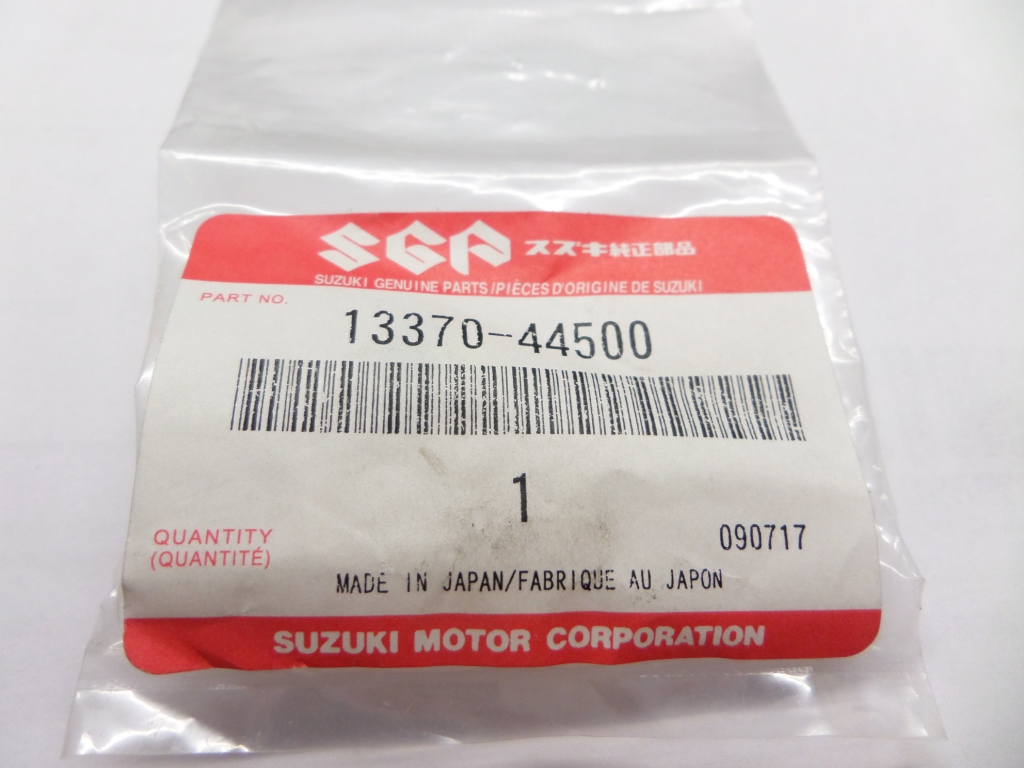 SGP スズキ純正部品
SUZUKI GENUINE PARTS/PIÈCES D'ORIGINE DE SUZUKI
PART NO.
13370-44500
1
QUANTITY
(QUANTITÉ)
090717
MADE IN JAPAN/FABRIQUE AU JAPON
SUZUKI MOTOR CORPORATION